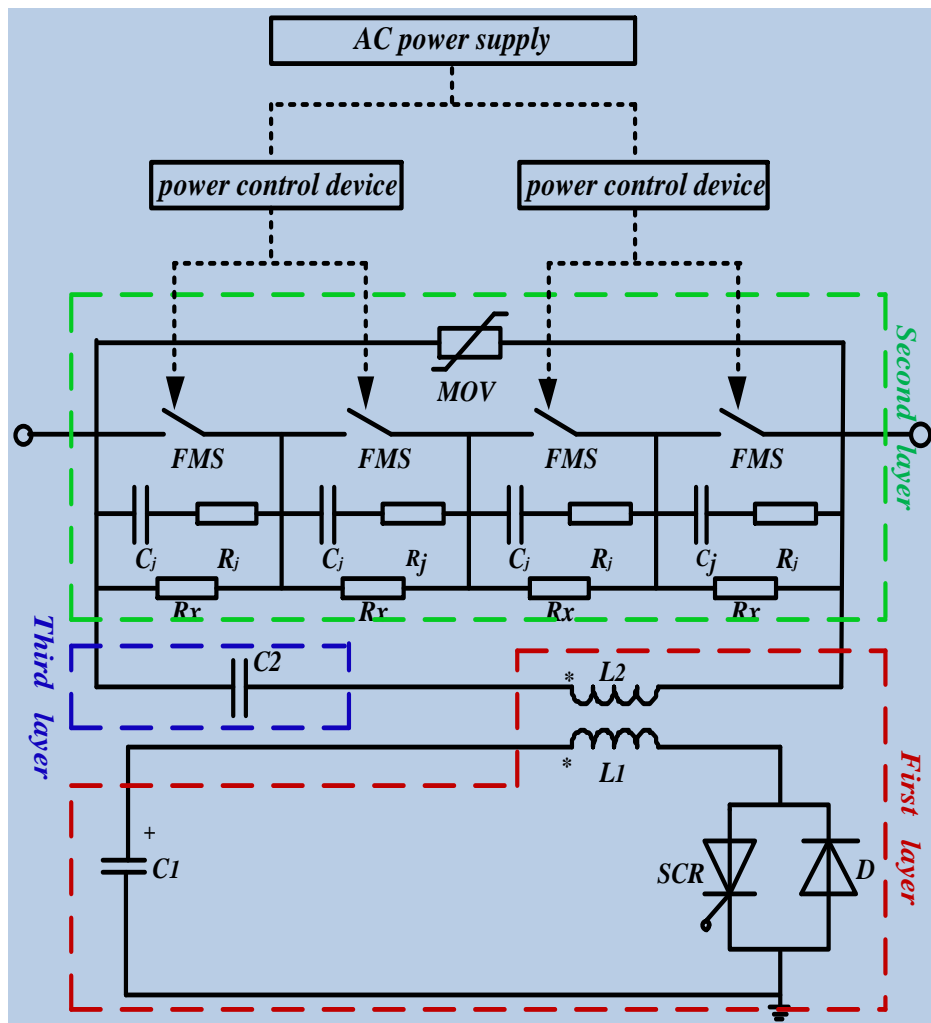 AC power supply
power control device
power control device
MOV
FMS
FMS
FMS
FMS
Cj
Rj
Cj
Rj
Cj
Rj
Cj
Rj
Rx
Rx
Rx
Rx
Second layer
Third layer
C2
* L2
* L1
First layer
+
C1
SCR
D